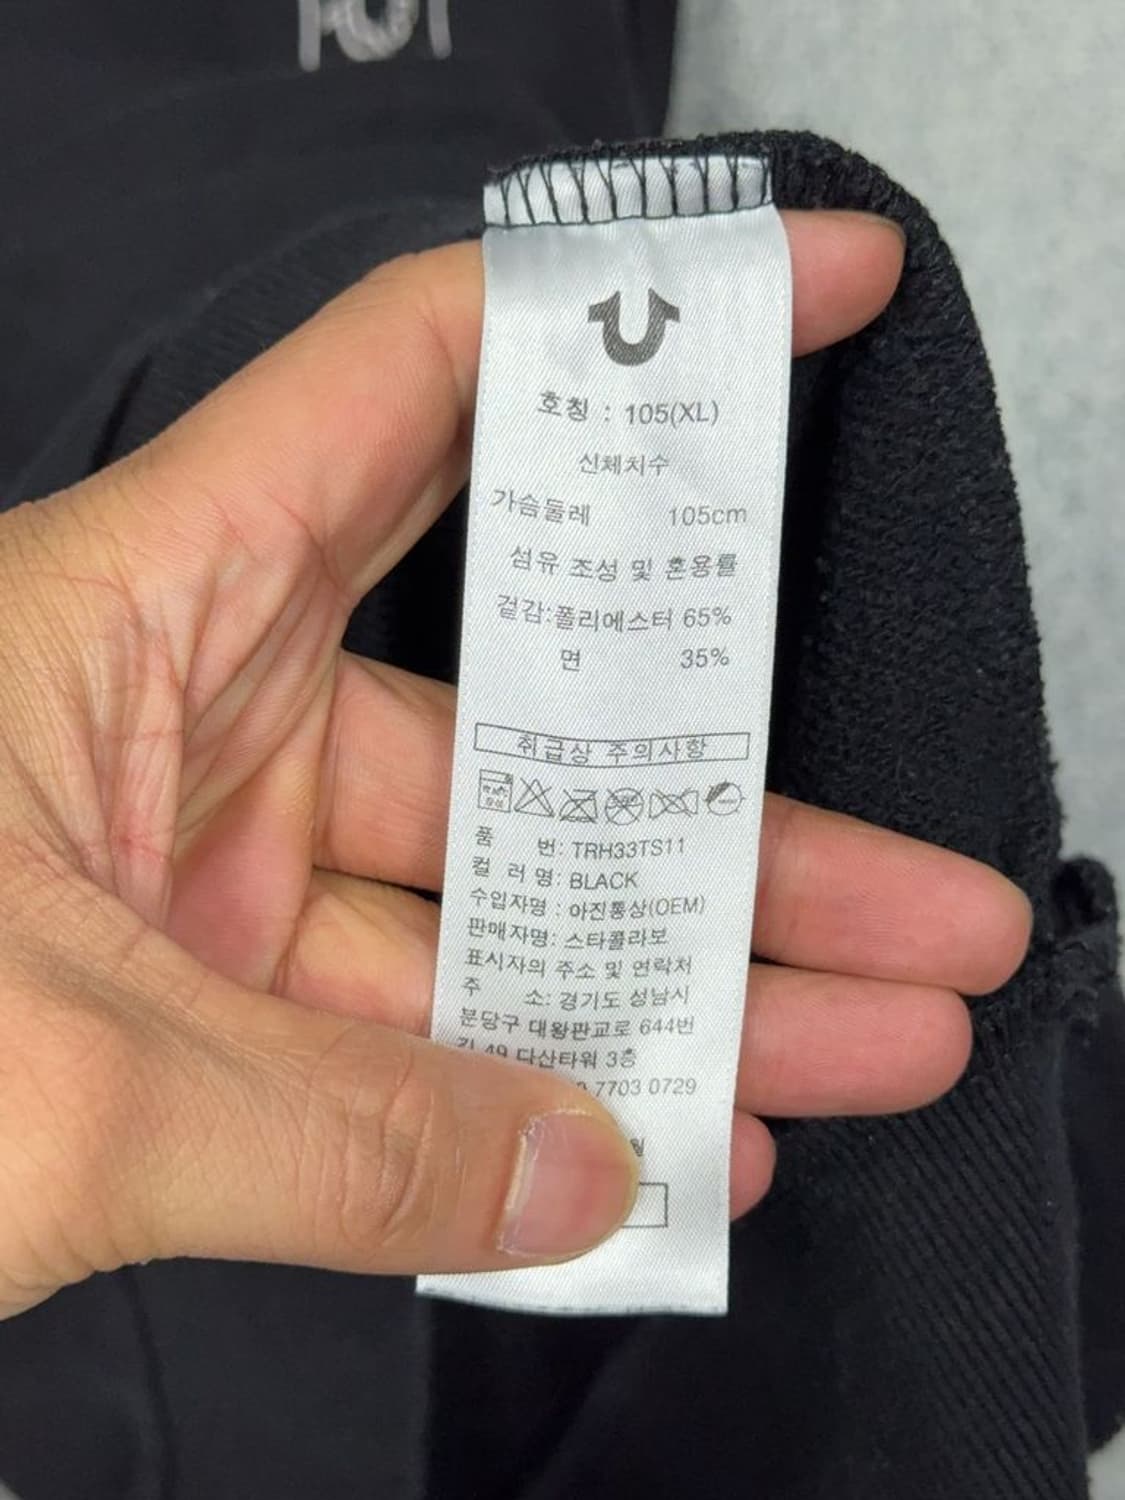 호칭 : 105(XL)
신체치수
가슴둘레 105cm
섬유 조성 및 혼용률
겉감:폴리에스터 65%
면 35%
취급상 주의사항
품 번: TRH33TS11
컬 러 명: BLACK
수입자명 : 아진통상(OEM)
판매자명: 스타콜라보
표시자의 주소 및 연락처
주 소: 경기도 성남시
분당구 대왕판교로 644번
길 49 다산타워 3층
7703 0729
월